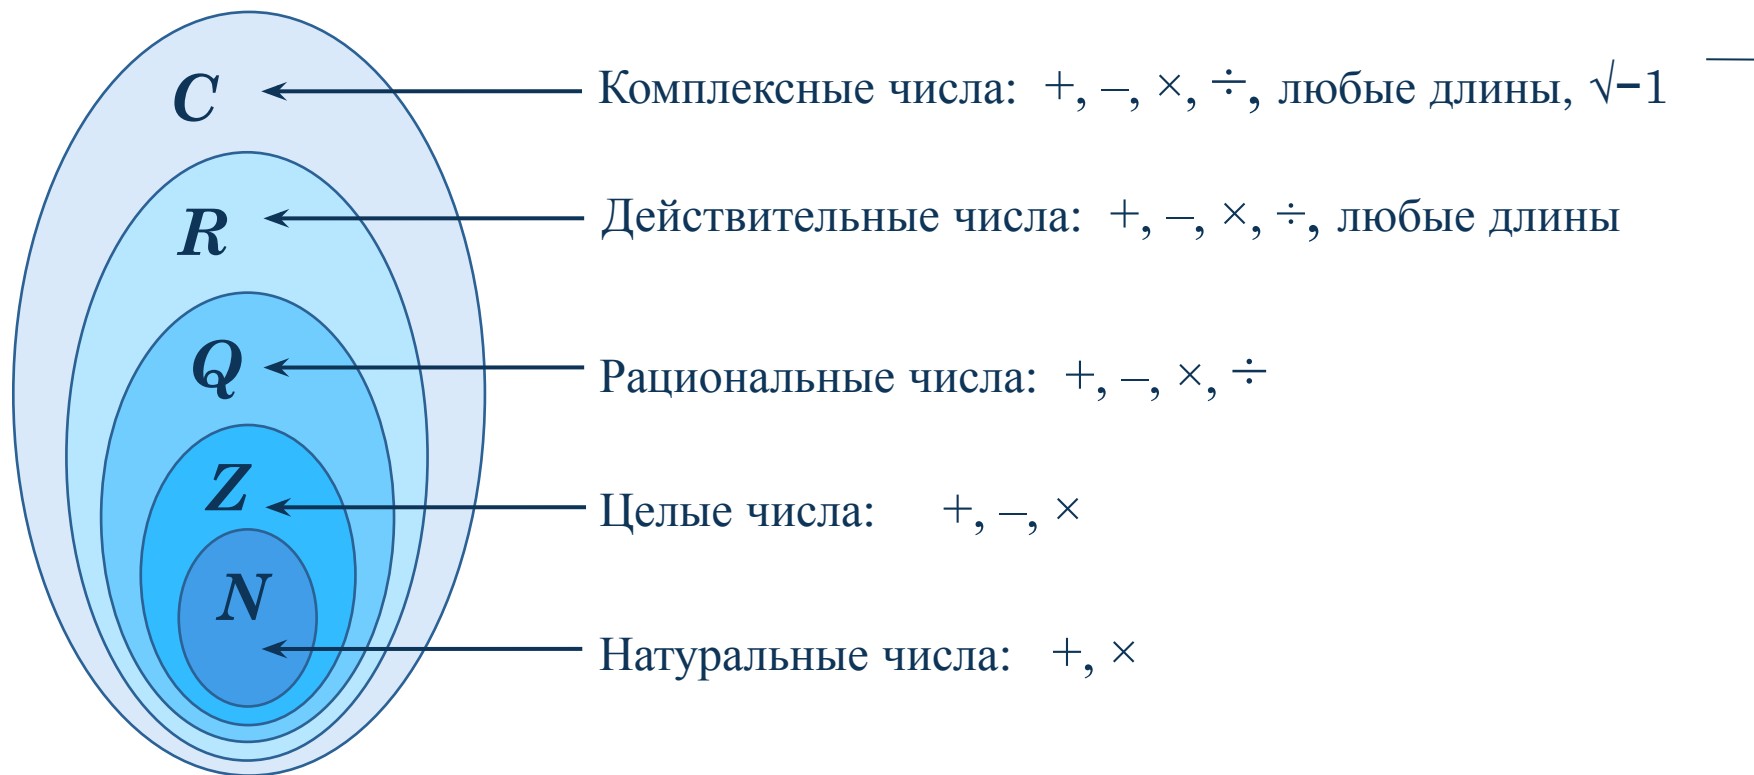 C Комплексные числа: +, –, ×, ÷, любые длины, √−1
R Действительные числа: +, –, ×, ÷, любые длины
Q Рациональные числа: +, –, ×, ÷
Z Целые числа: +, –, ×
N Натуральные числа: +, ×